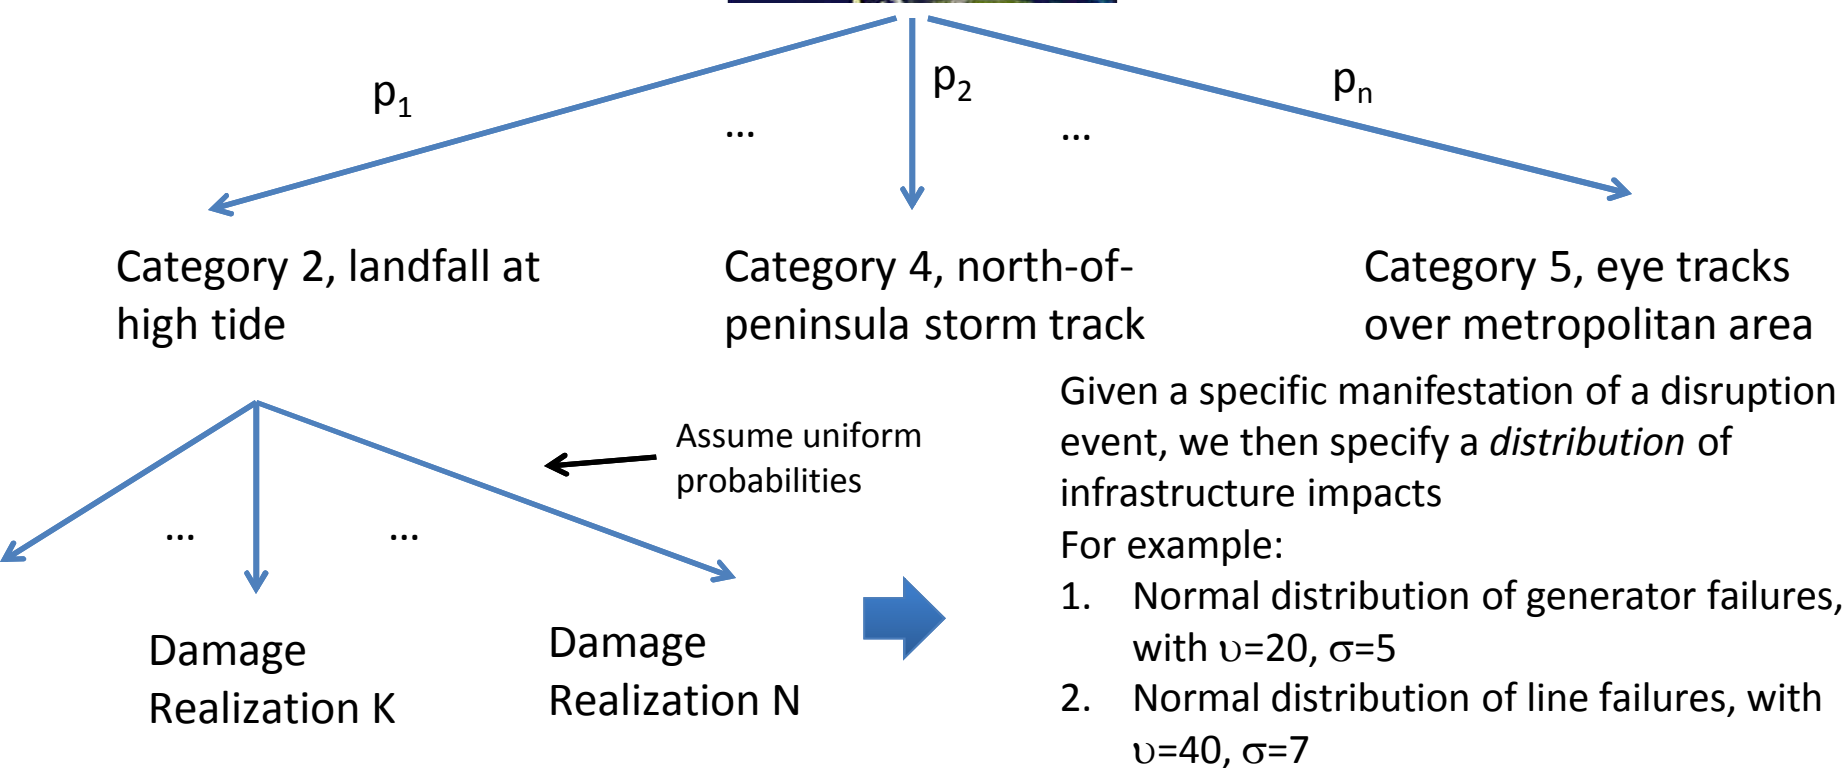 p1
p2
pn
...
...
Category 2, landfall at
high tide
Category 4, north-of-
peninsula storm track
Category 5, eye tracks
over metropolitan area
Assume uniform
probabilities
...
...
Damage
Realization K
Damage
Realization N
Given a specific manifestation of a disruption
event, we then specify a distribution of
infrastructure impacts
For example:
1. Normal distribution of generator failures,
with υ=20, σ=5
2. Normal distribution of line failures, with
υ=40, σ=7